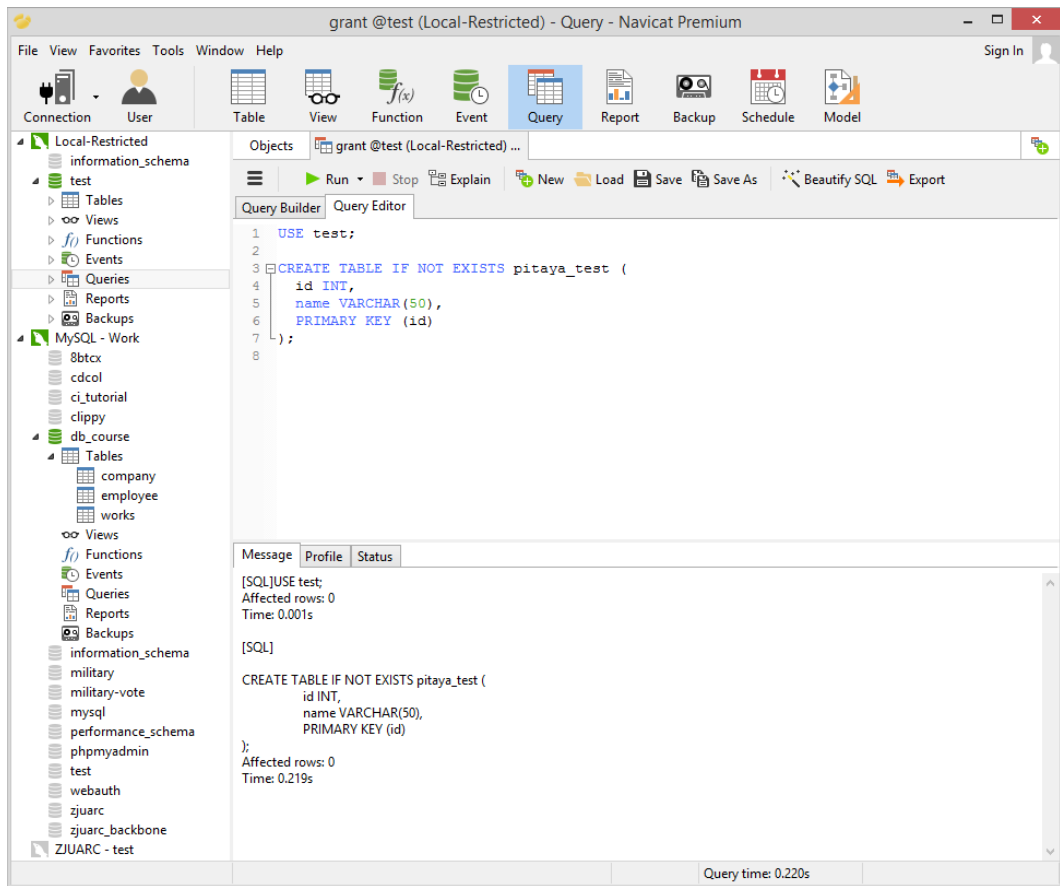 grant @test (Local-Restricted) - Query - Navicat Premium
File View Favorites Tools Window Help
Sign In
Connection User Table View Function Event Query Report Backup Schedule Model
Local-Restricted
information_schema
test
Tables
Views
Functions
Events
Queries
Reports
Backups
MySQL - Work
8btcx
cdcol
ci_tutorial
clippy
db_course
Tables
company
employee
works
Views
Functions
Events
Queries
Reports
Backups
information_schema
military
military-vote
mysql
performance_schema
phpmyadmin
test
webauth
zjuarc
zjuarc_backbone
ZJUARC - test
Objects grant @test (Local-Restricted) ...
Run Stop Explain New Load Save Save As Beautify SQL Export
Query Builder Query Editor
1 USE test;
2
3 CREATE TABLE IF NOT EXISTS pitaya_test (
4 id INT,
5 name VARCHAR(50),
6 PRIMARY KEY (id)
7 );
8
Message Profile Status
[SQL]USE test;
Affected rows: 0
Time: 0.001s
[SQL]
CREATE TABLE IF NOT EXISTS pitaya_test (
id INT,
name VARCHAR(50),
PRIMARY KEY (id)
);
Affected rows: 0
Time: 0.219s
Query time: 0.220s